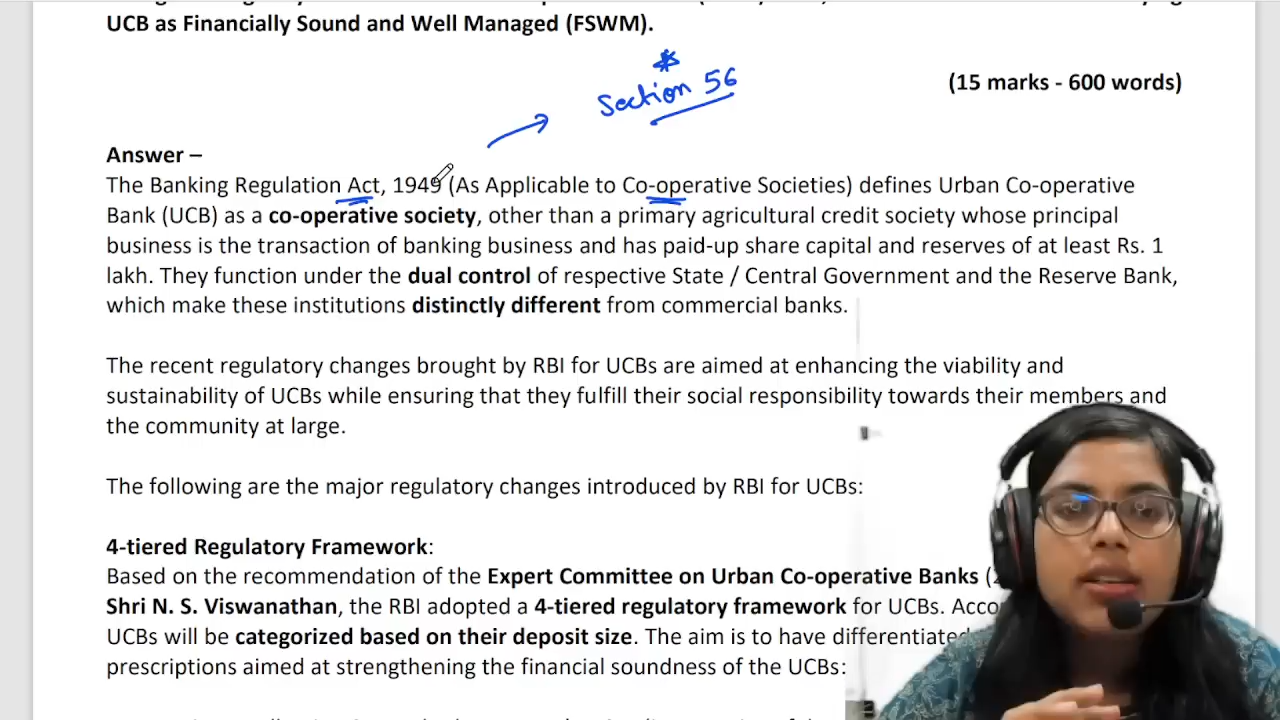 UCB as Financially Sound and Well Managed (FSWM).
Section 56
(15 marks - 600 words)
Answer –
The Banking Regulation Act, 1949 (As Applicable to Co-operative Societies) defines Urban Co-operative
Bank (UCB) as a co-operative society, other than a primary agricultural credit society whose principal
business is the transaction of banking business and has paid-up share capital and reserves of at least Rs. 1
lakh. They function under the dual control of respective State / Central Government and the Reserve Bank,
which make these institutions distinctly different from commercial banks.
The recent regulatory changes brought by RBI for UCBs are aimed at enhancing the viability and
sustainability of UCBs while ensuring that they fulfill their social responsibility towards their members and
the community at large.
The following are the major regulatory changes introduced by RBI for UCBs:
4-tiered Regulatory Framework:
Based on the recommendation of the Expert Committee on Urban Co-operative Banks (2
Shri N. S. Viswanathan, the RBI adopted a 4-tiered regulatory framework for UCBs. Acco
UCBs will be categorized based on their deposit size. The aim is to have differentiated
prescriptions aimed at strengthening the financial soundness of the UCBs: